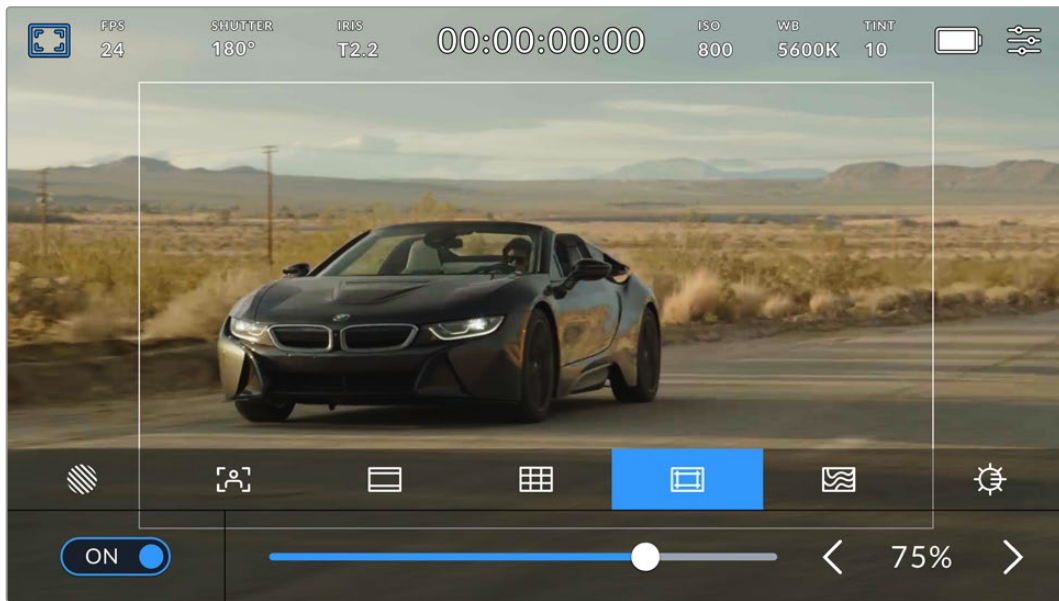 FPS SHUTTER IRIS 00:00:00:00 ISO WB TINT
24 180° T2.2 800 5600K 10
ON 75%